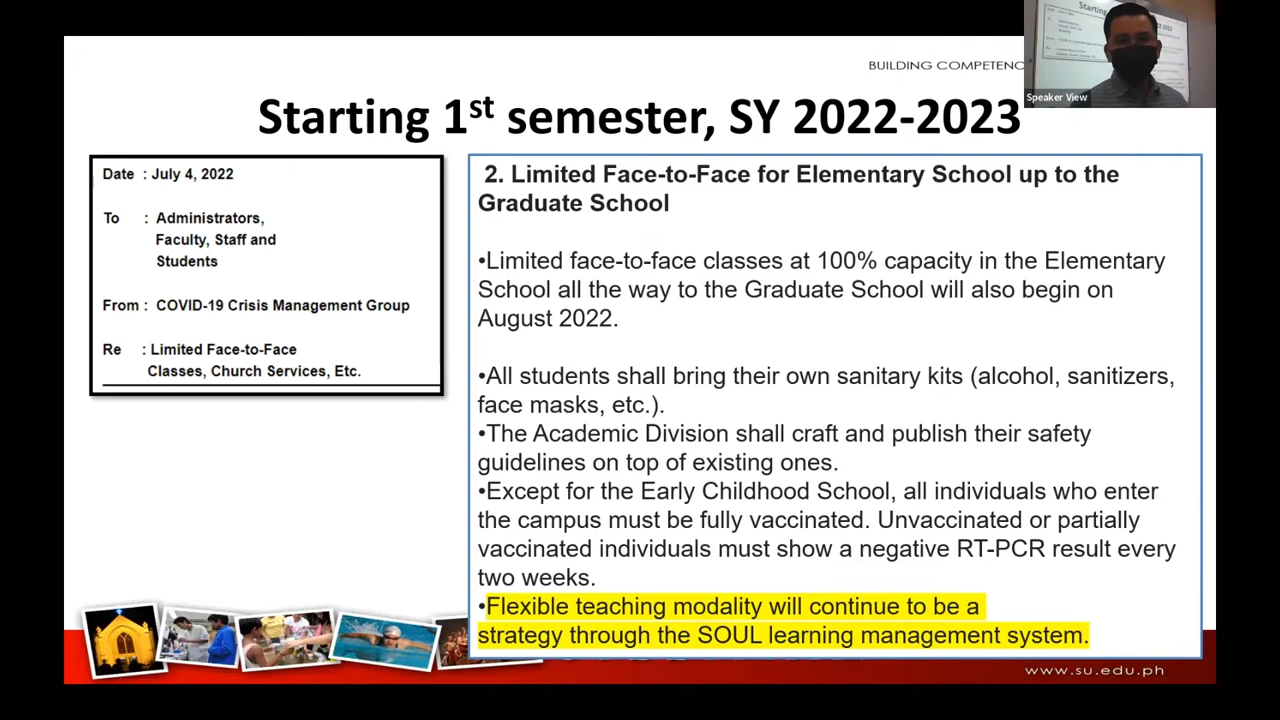 BUILDING COMPETENC
Speaker View
Starting 1st semester, SY 2022-2023
Date : July 4, 2022
To : Administrators,
Faculty, Staff and
Students
From : COVID-19 Crisis Management Group
Re : Limited Face-to-Face
Classes, Church Services, Etc.
2. Limited Face-to-Face for Elementary School up to the
Graduate School
•Limited face-to-face classes at 100% capacity in the Elementary
School all the way to the Graduate School will also begin on
August 2022.
•All students shall bring their own sanitary kits (alcohol, sanitizers,
face masks, etc.).
•The Academic Division shall craft and publish their safety
guidelines on top of existing ones.
•Except for the Early Childhood School, all individuals who enter
the campus must be fully vaccinated. Unvaccinated or partially
vaccinated individuals must show a negative RT-PCR result every
two weeks.
•Flexible teaching modality will continue to be a
strategy through the SOUL learning management system.
www.su.edu.ph